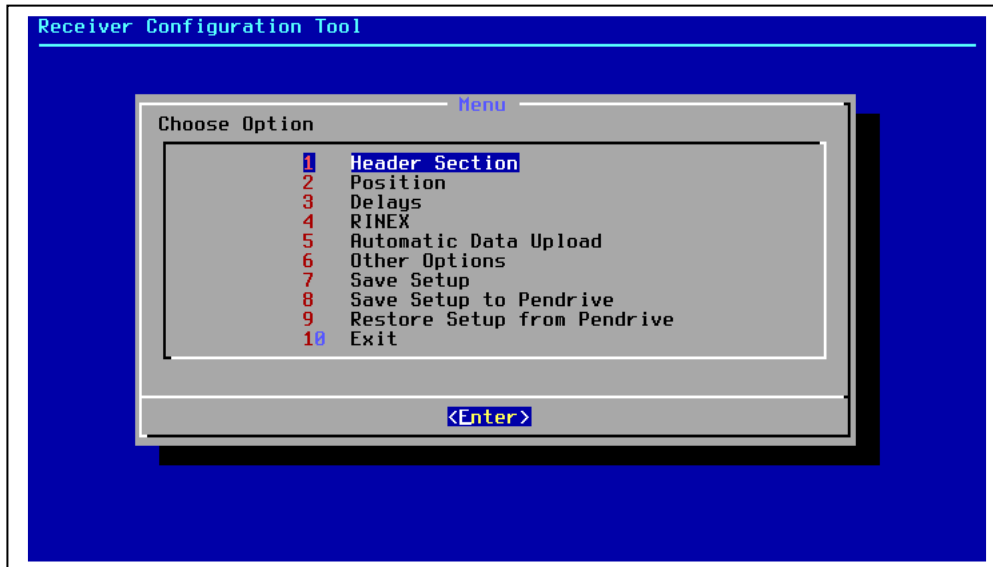 Receiver Configuration Tool
Menu
Choose Option
1 Header Section
2 Position
3 Delays
4 RINEX
5 Automatic Data Upload
6 Other Options
7 Save Setup
8 Save Setup to Pendrive
9 Restore Setup from Pendrive
10 Exit
<Enter>